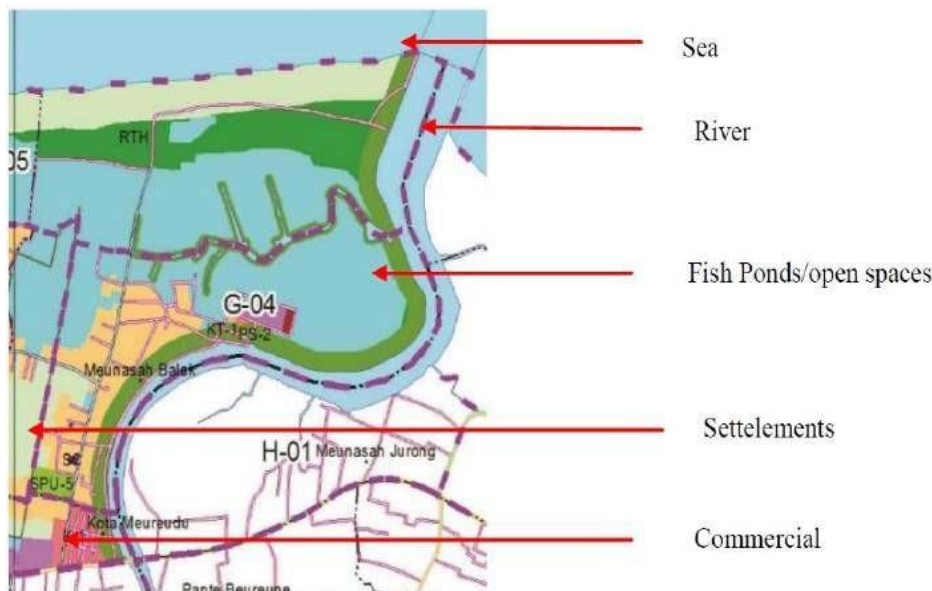 Sea
RTH
River
05
Fish Ponds/open spaces
G-04
KT-1
PS-2
Meunasah Balek
Settelements
H-01
Meunasah Jurong
SPU-5
Kota Meureudu
Commercial